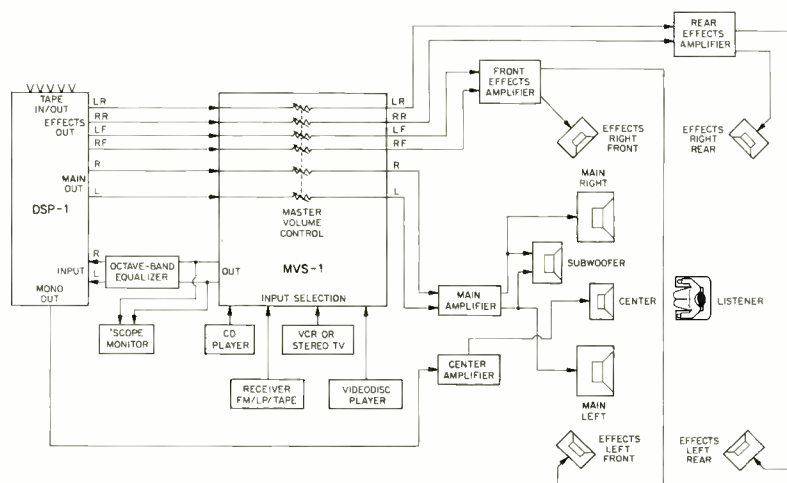 REAR
EFFECTS
AMPLIFIER
FRONT
EFFECTS
AMPLIFIER
TAPE
IN/OUT
EFFECTS
OUT
MAIN
OUT
DSP-1
INPUT
MONO
OUT
LR
RR
LF
RF
R
L
R
L
LR
RR
LF
RF
R
L
MASTER
VOLUME
CONTROL
OUT
MVS-1
INPUT SELECTION
OCTAVE-BAND
EQUALIZER
'SCOPE
MONITOR
CD
PLAYER
VCR OR
STEREO TV
RECEIVER
FM/LP/TAPE
VIDEODISC
PLAYER
MAIN
AMPLIFIER
CENTER
AMPLIFIER
EFFECTS
RIGHT
FRONT
EFFECTS
RIGHT
REAR
MAIN
RIGHT
SUBWOOFER
CENTER
LISTENER
MAIN
LEFT
EFFECTS
LEFT
FRONT
EFFECTS
LEFT
REAR